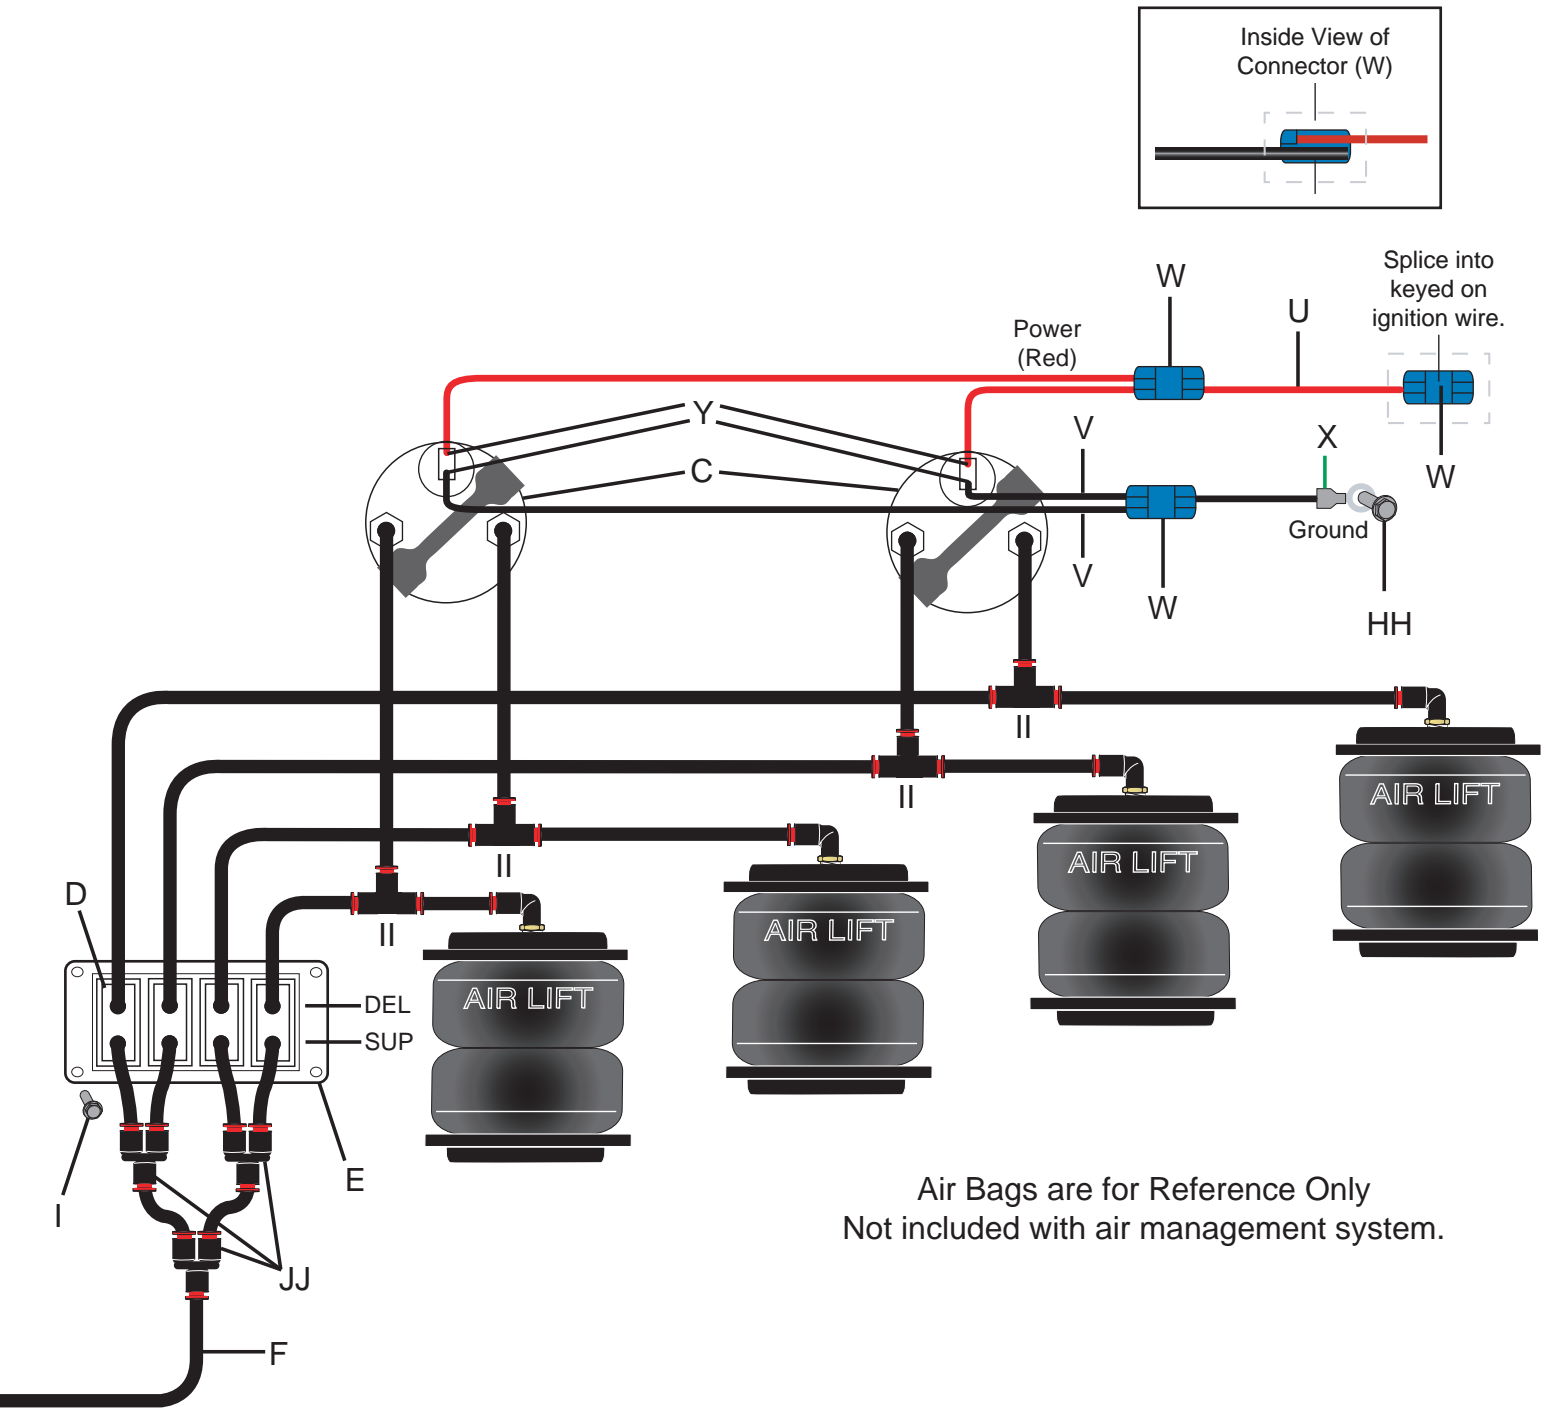 Inside View of
Connector (W)
Splice into
keyed on
ignition wire.
W
U
Power
(Red)
Y
V
C
X
W
Ground
V
W
HH
II
AIR LIFT
II
AIR LIFT
II
D
AIR LIFT
II
AIR LIFT
DEL
SUP
E
I
Air Bags are for Reference Only
Not included with air management system.
JJ
F